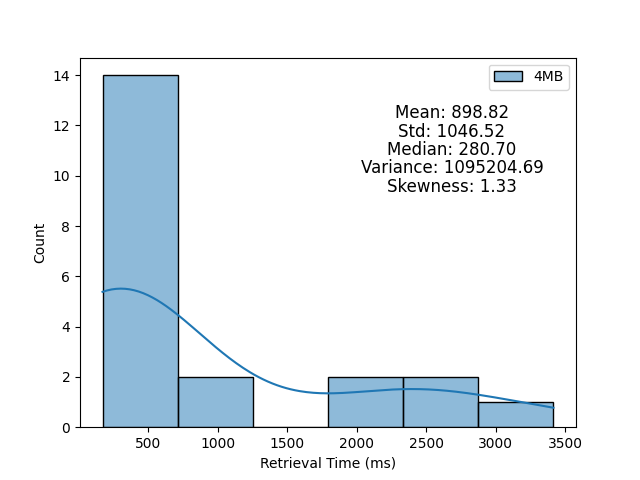 4MB
Mean: 898.82
Std: 1046.52
Median: 280.70
Variance: 1095204.69
Skewness: 1.33
14
12
10
8
6
4
2
0
Count
500 1000 1500 2000 2500 3000 3500
Retrieval Time (ms)